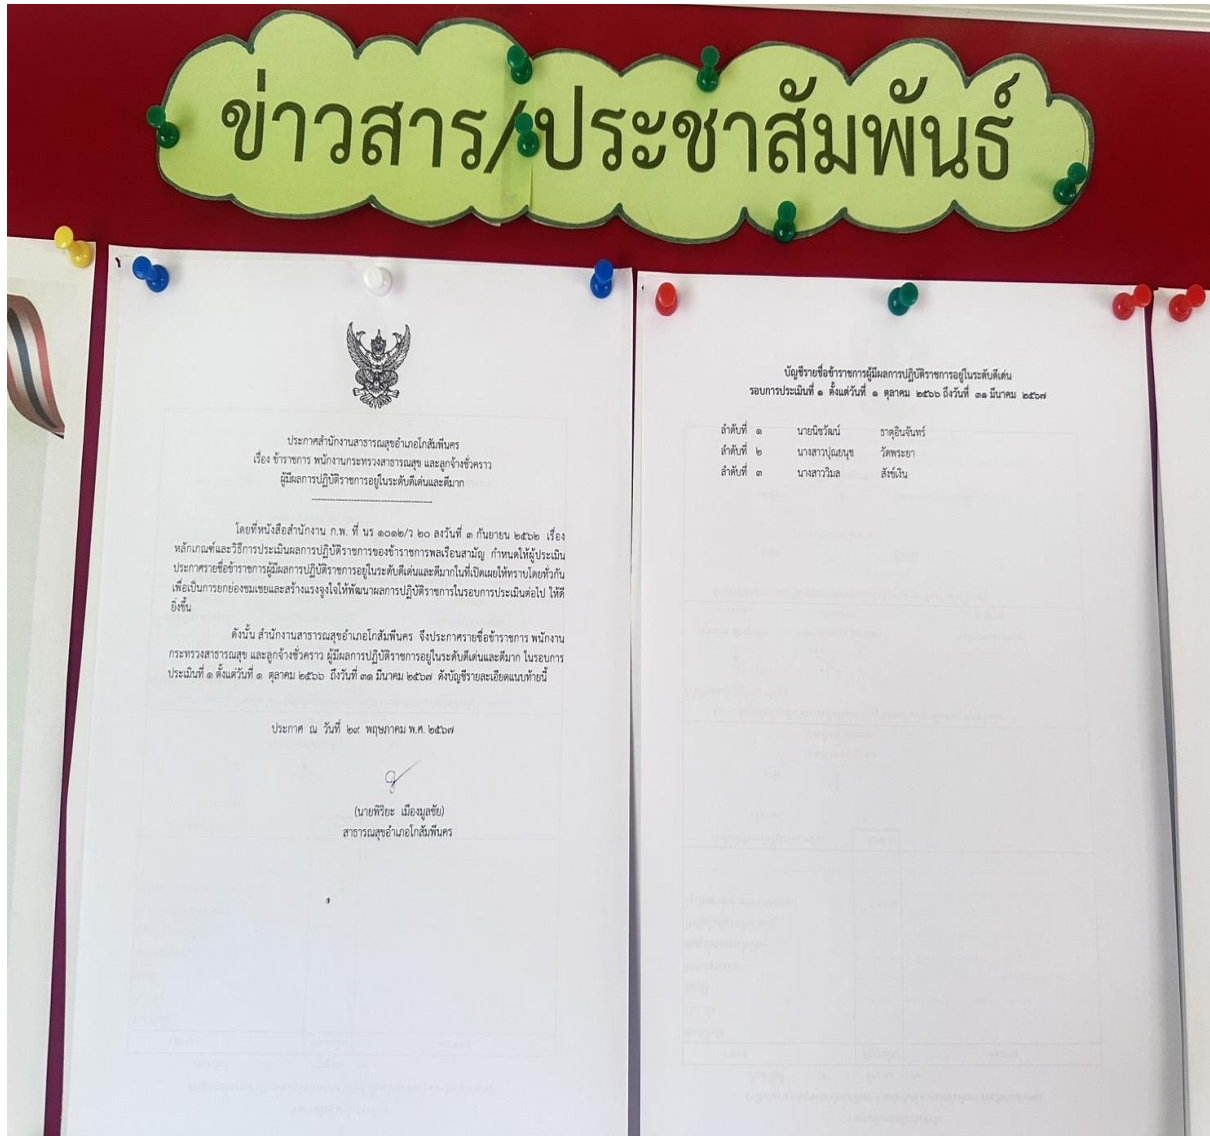 ข่าวสาร/ประชาสัมพันธ์
ประกาศสำนักงานสาธารณสุขอำเภอโกสัมพีนคร
เรื่อง ข้าราชการ พนักงานกระทรวงสาธารณสุข และลูกจ้างชั่วคราว
ผู้มีผลการปฏิบัติราชการอยู่ในระดับดีเด่นและดีมาก
โดยที่หนังสือสำนักงาน ก.พ. ที่ นร ๑๐๑๒/ว ๒๐ ลงวันที่ ๓ กันยายน ๒๕๖๒ เรื่อง
หลักเกณฑ์และวิธีการประเมินผลการปฏิบัติราชการของข้าราชการพลเรือนสามัญ กำหนดให้ผู้ประเมิน
ประกาศรายชื่อข้าราชการผู้มีผลการปฏิบัติราชการอยู่ในระดับดีเด่นและดีมากในที่เปิดเผยให้ทราบโดยทั่วกัน
เพื่อเป็นการยกย่องชมเชยและสร้างแรงจูงใจให้พัฒนาผลการปฏิบัติราชการในรอบการประเมินต่อไป ให้ดี
ยิ่งขึ้น
ดังนั้น สำนักงานสาธารณสุขอำเภอโกสัมพีนคร จึงประกาศรายชื่อข้าราชการ พนักงาน
กระทรวงสาธารณสุข และลูกจ้างชั่วคราว ผู้มีผลการปฏิบัติราชการอยู่ในระดับดีเด่นและดีมาก ในรอบการ
ประเมินที่ ๑ ตั้งแต่วันที่ ๑ ตุลาคม ๒๕๖๖ ถึงวันที่ ๓๑ มีนาคม ๒๕๖๗ ดังบัญชีรายละเอียดแนบท้ายนี้
ประกาศ ณ วันที่ ๒๙ พฤษภาคม พ.ศ. ๒๕๖๗
(นายพิริยะ เมืองมูลชัย)
สาธารณสุขอำเภอโกสัมพีนคร
บัญชีรายชื่อข้าราชการผู้มีผลการปฏิบัติราชการอยู่ในระดับดีเด่น
รอบการประเมินที่ ๑ ตั้งแต่วันที่ ๑ ตุลาคม ๒๕๖๖ ถึงวันที่ ๓๑ มีนาคม ๒๕๖๗
ลำดับที่ ๑ นายนิชวัฒน์ ธาตุอินจันทร์
ลำดับที่ ๒ นางสาวปุณยนุช วัดพระยา
ลำดับที่ ๓ นางสาววิมล สังข์เงิน